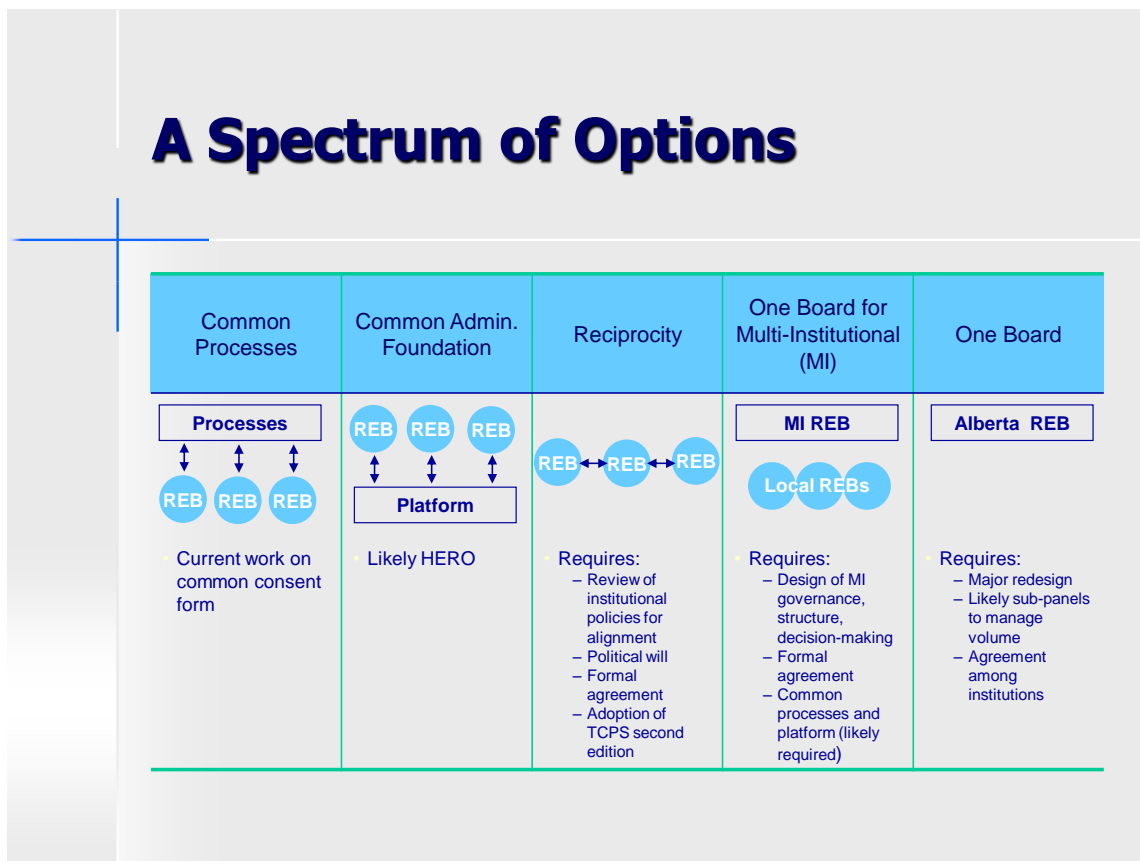 A Spectrum of Options
Common
Processes
Common Admin.
Foundation
Reciprocity
One Board for
Multi-Institutional
(MI)
One Board
Processes
REB REB REB
• Current work on
common consent
form
REB REB REB
Platform
• Likely HERO
REB REB REB
• Requires:
– Review of
institutional
policies for
alignment
– Political will
– Formal
agreement
– Adoption of
TCPS second
edition
MI REB
Local REBs
• Requires:
– Design of MI
governance,
structure,
decision-making
– Formal
agreement
– Common
processes and
platform (likely
required)
Alberta REB
• Requires:
– Major redesign
– Likely sub-panels
to manage
volume
– Agreement
among
institutions